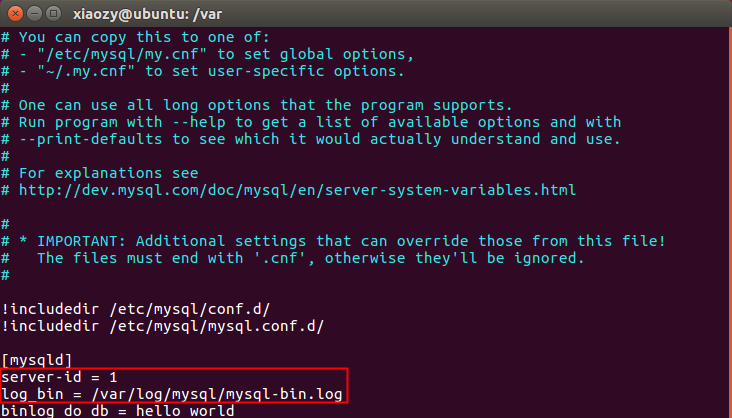 xiaozy@ubuntu: /var
# You can copy this to one of:
# - "/etc/mysql/my.cnf" to set global options,
# - "~/.my.cnf" to set user-specific options.
#
# One can use all long options that the program supports.
# Run program with --help to get a list of available options and with
# --print-defaults to see which it would actually understand and use.
#
# For explanations see
# http://dev.mysql.com/doc/mysql/en/server-system-variables.html
#
# * IMPORTANT: Additional settings that can override those from this file!
#   The files must end with '.cnf', otherwise they'll be ignored.
#
!includedir /etc/mysql/conf.d/
!includedir /etc/mysql/mysql.conf.d/
[mysqld]
server-id = 1
log_bin = /var/log/mysql/mysql-bin.log
binlog_do_db = hello_world